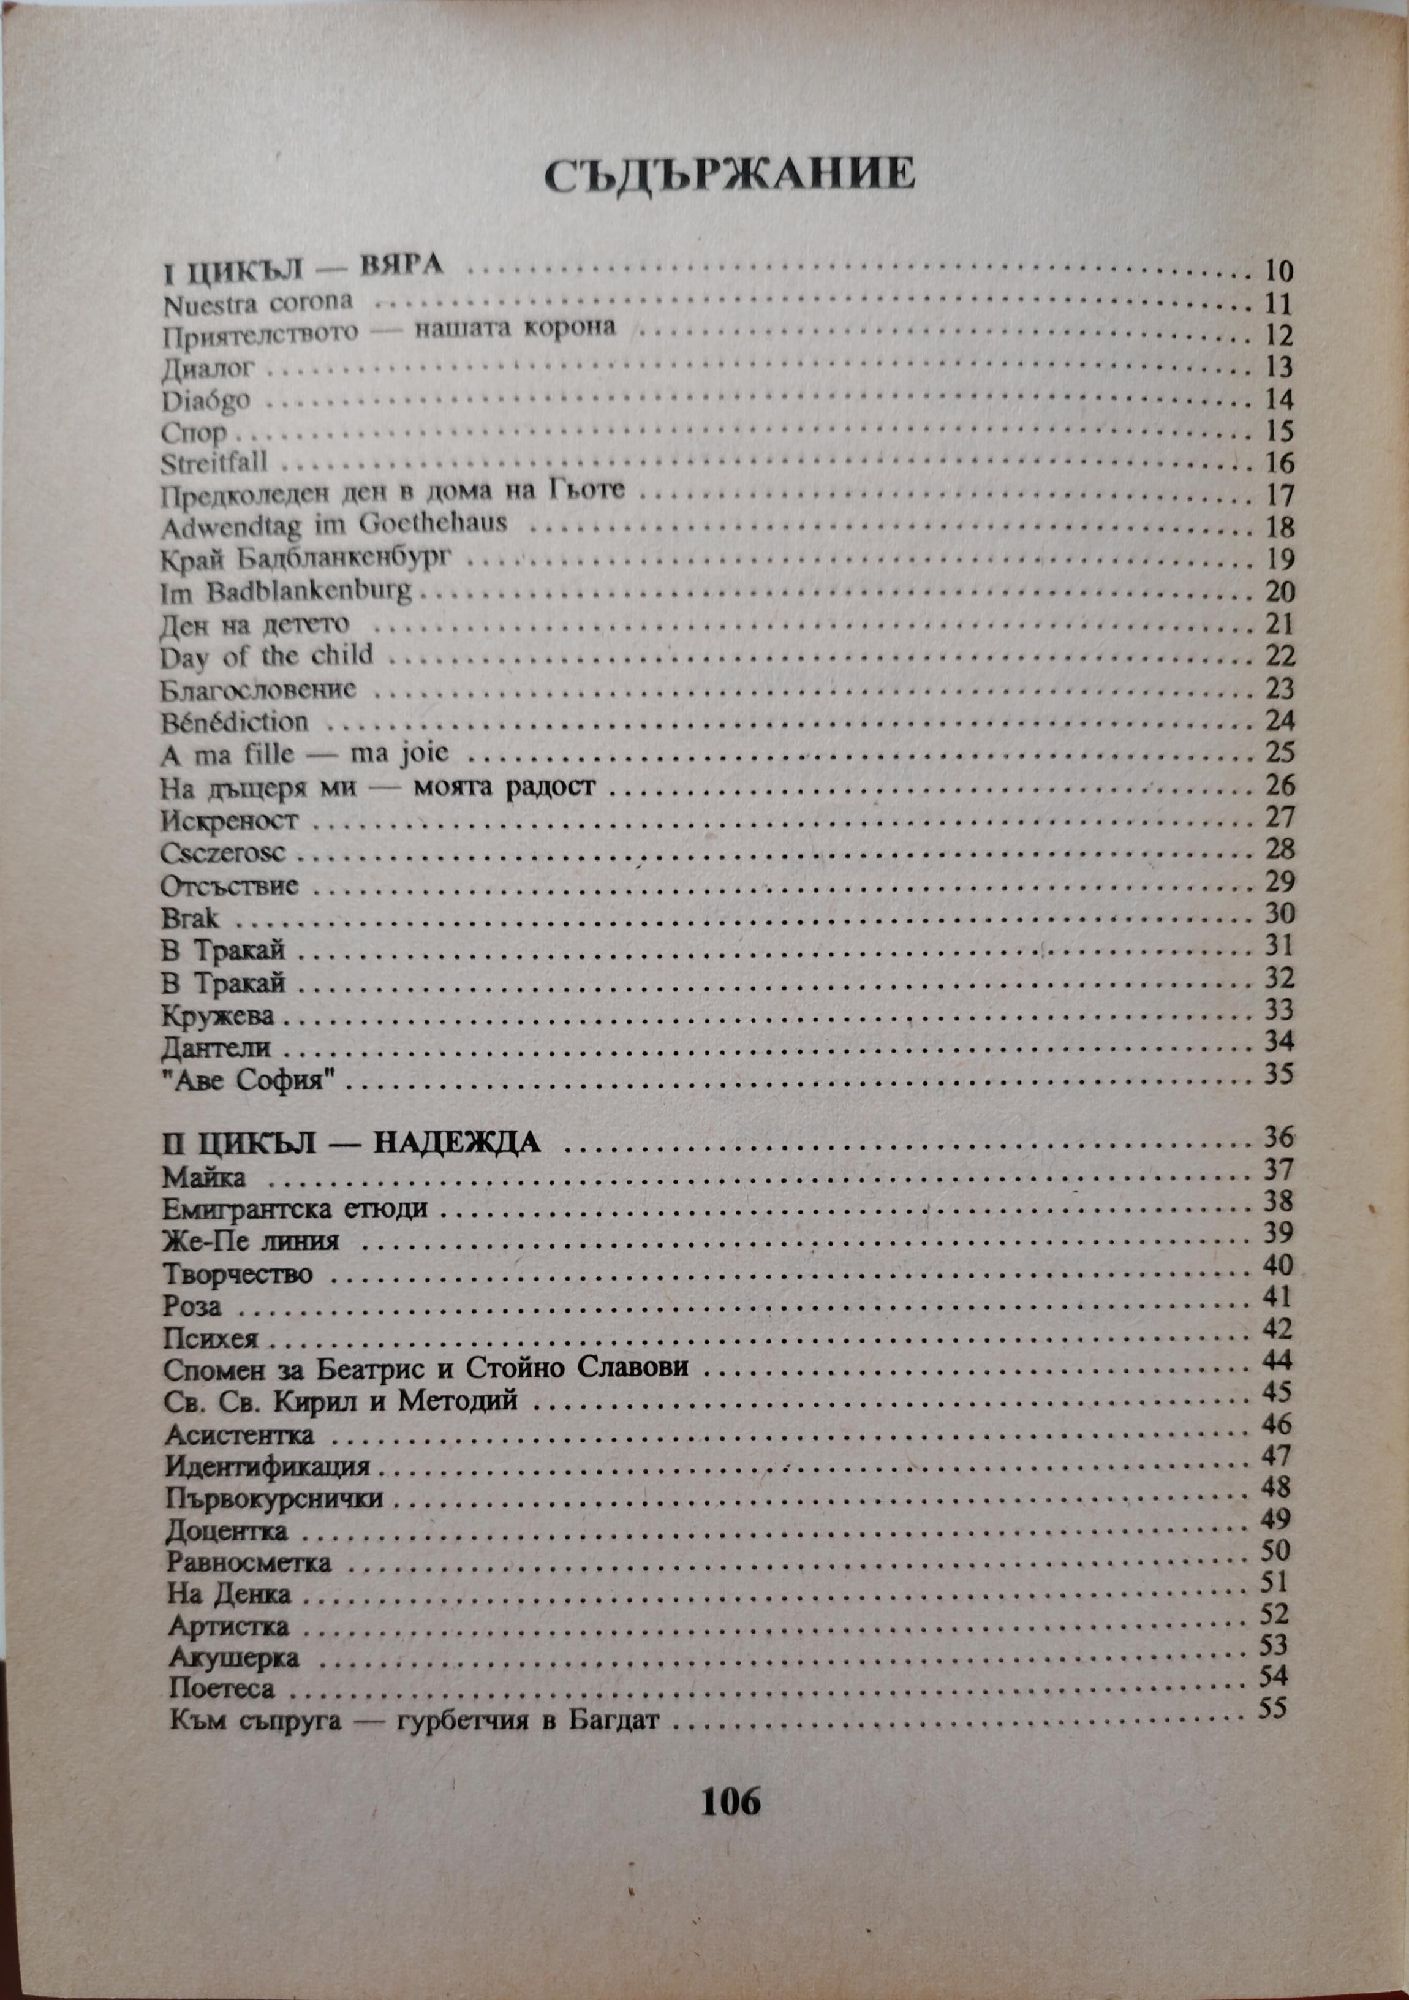 СЪДЪРЖАНИЕ
I ЦИКЪЛ — ВЯРА 10
Nuestra corona 11
Приятелството — нашата корона 12
Диалог 13
Diaógo 14
Спор 15
Streitfall 16
Предколеден ден в дома на Гьоте 17
Adwendtag im Goethehaus 18
Край Бадбланкенбург 19
Im Badblankenburg 20
Ден на детето 21
Day of the child 22
Благословение 23
Bénédiction 24
A ma fille — ma joie 25
На дъщеря ми — моята радост 26
Искреност 27
Csczerosc 28
Отсъствие 29
Brak 30
В Тракай 31
В Тракай 32
Кружева 33
Дантели 34
"Аве София" 35
II ЦИКЪЛ — НАДЕЖДА 36
Майка 37
Емигрантска етюди 38
Же-Пе линия 39
Творчество 40
Роза 41
Психея 42
Спомен за Беатрис и Стойно Славови 44
Св. Св. Кирил и Методий 45
Асистентка 46
Идентификация 47
Първокурснички 48
Доцентка 49
Равносметка 50
На Денка 51
Артистка 52
Акушерка 53
Поетеса 54
Към съпруга — гурбетчия в Багдат 55
106